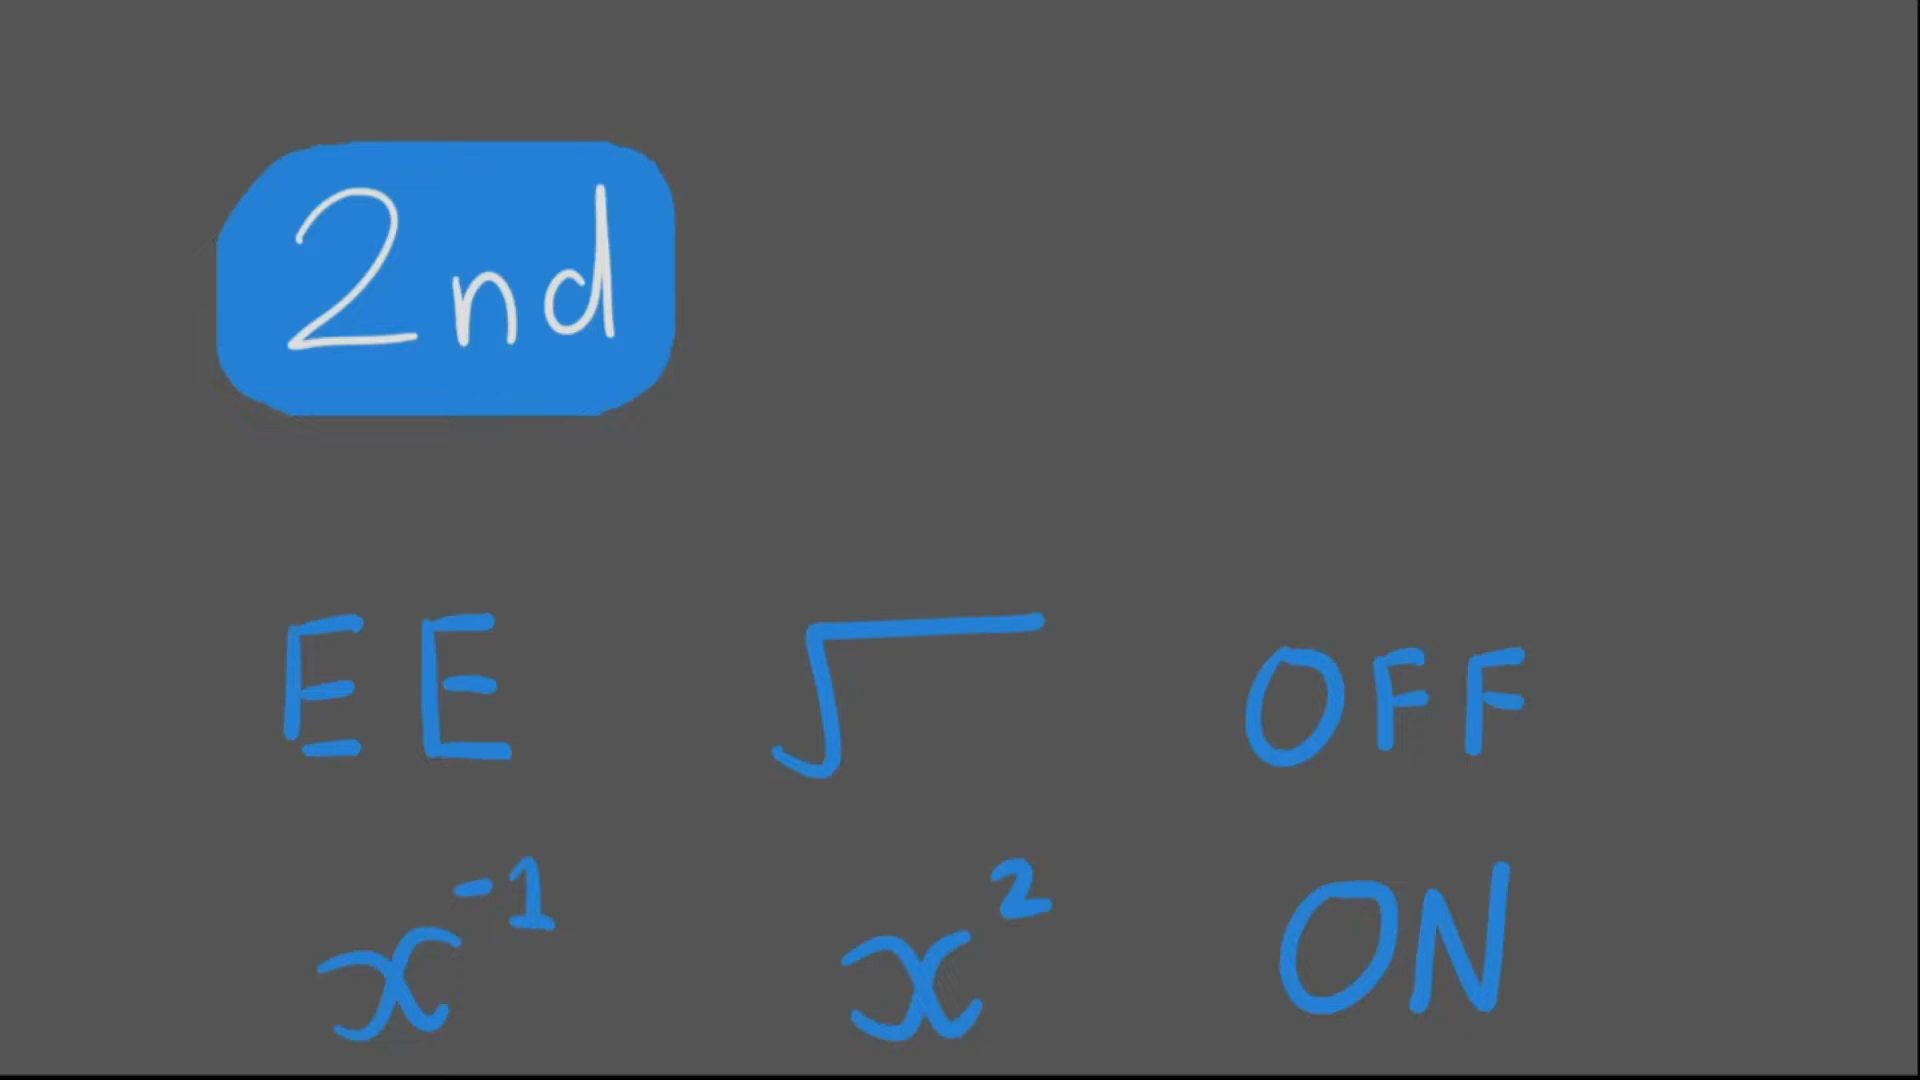 2nd
EE √ OFF
x⁻¹ x² ON